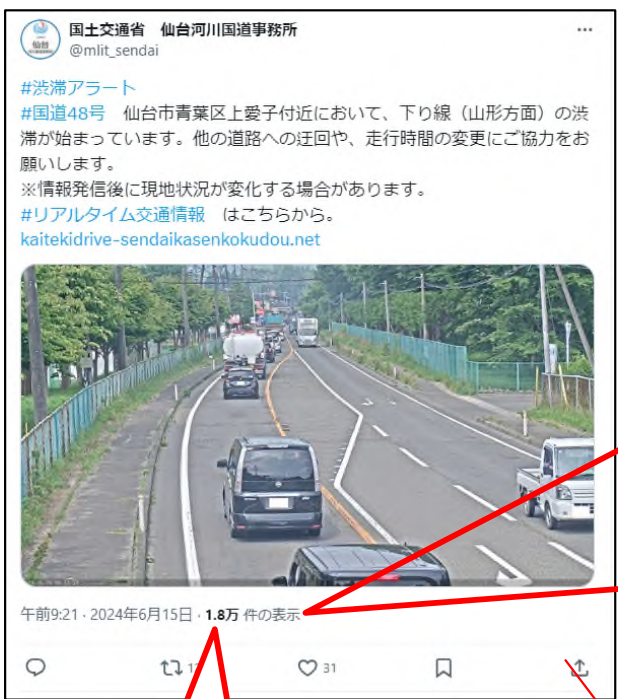 国土交通省　仙台河川国道事務所
@mlit_sendai
#渋滞アラート
#国道48号　仙台市青葉区上愛子付近において、下り線（山形方面）の渋
滞が始まっています。他の道路への迂回や、走行時間の変更にご協力をお
願いします。
※情報発信後に現地状況が変化する場合があります。
#リアルタイム交通情報　はこちらから。
kaitekidrive-sendaikasenkokudou.net
午前9:21 · 2024年6月15日 · 1.8万 件の表示
31